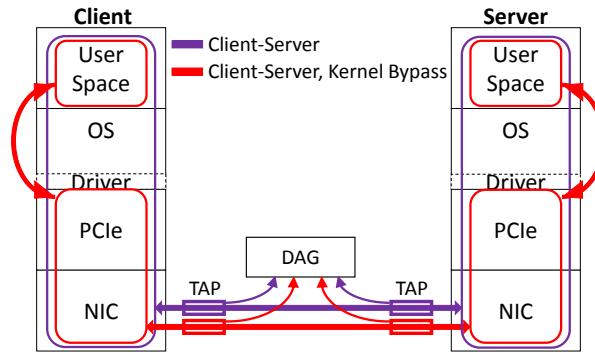 Client
Server
Client-Server
Client-Server, Kernel Bypass
User
Space
OS
Driver
PCIe
NIC
User
Space
OS
Driver
PCIe
NIC
DAG
TAP
TAP